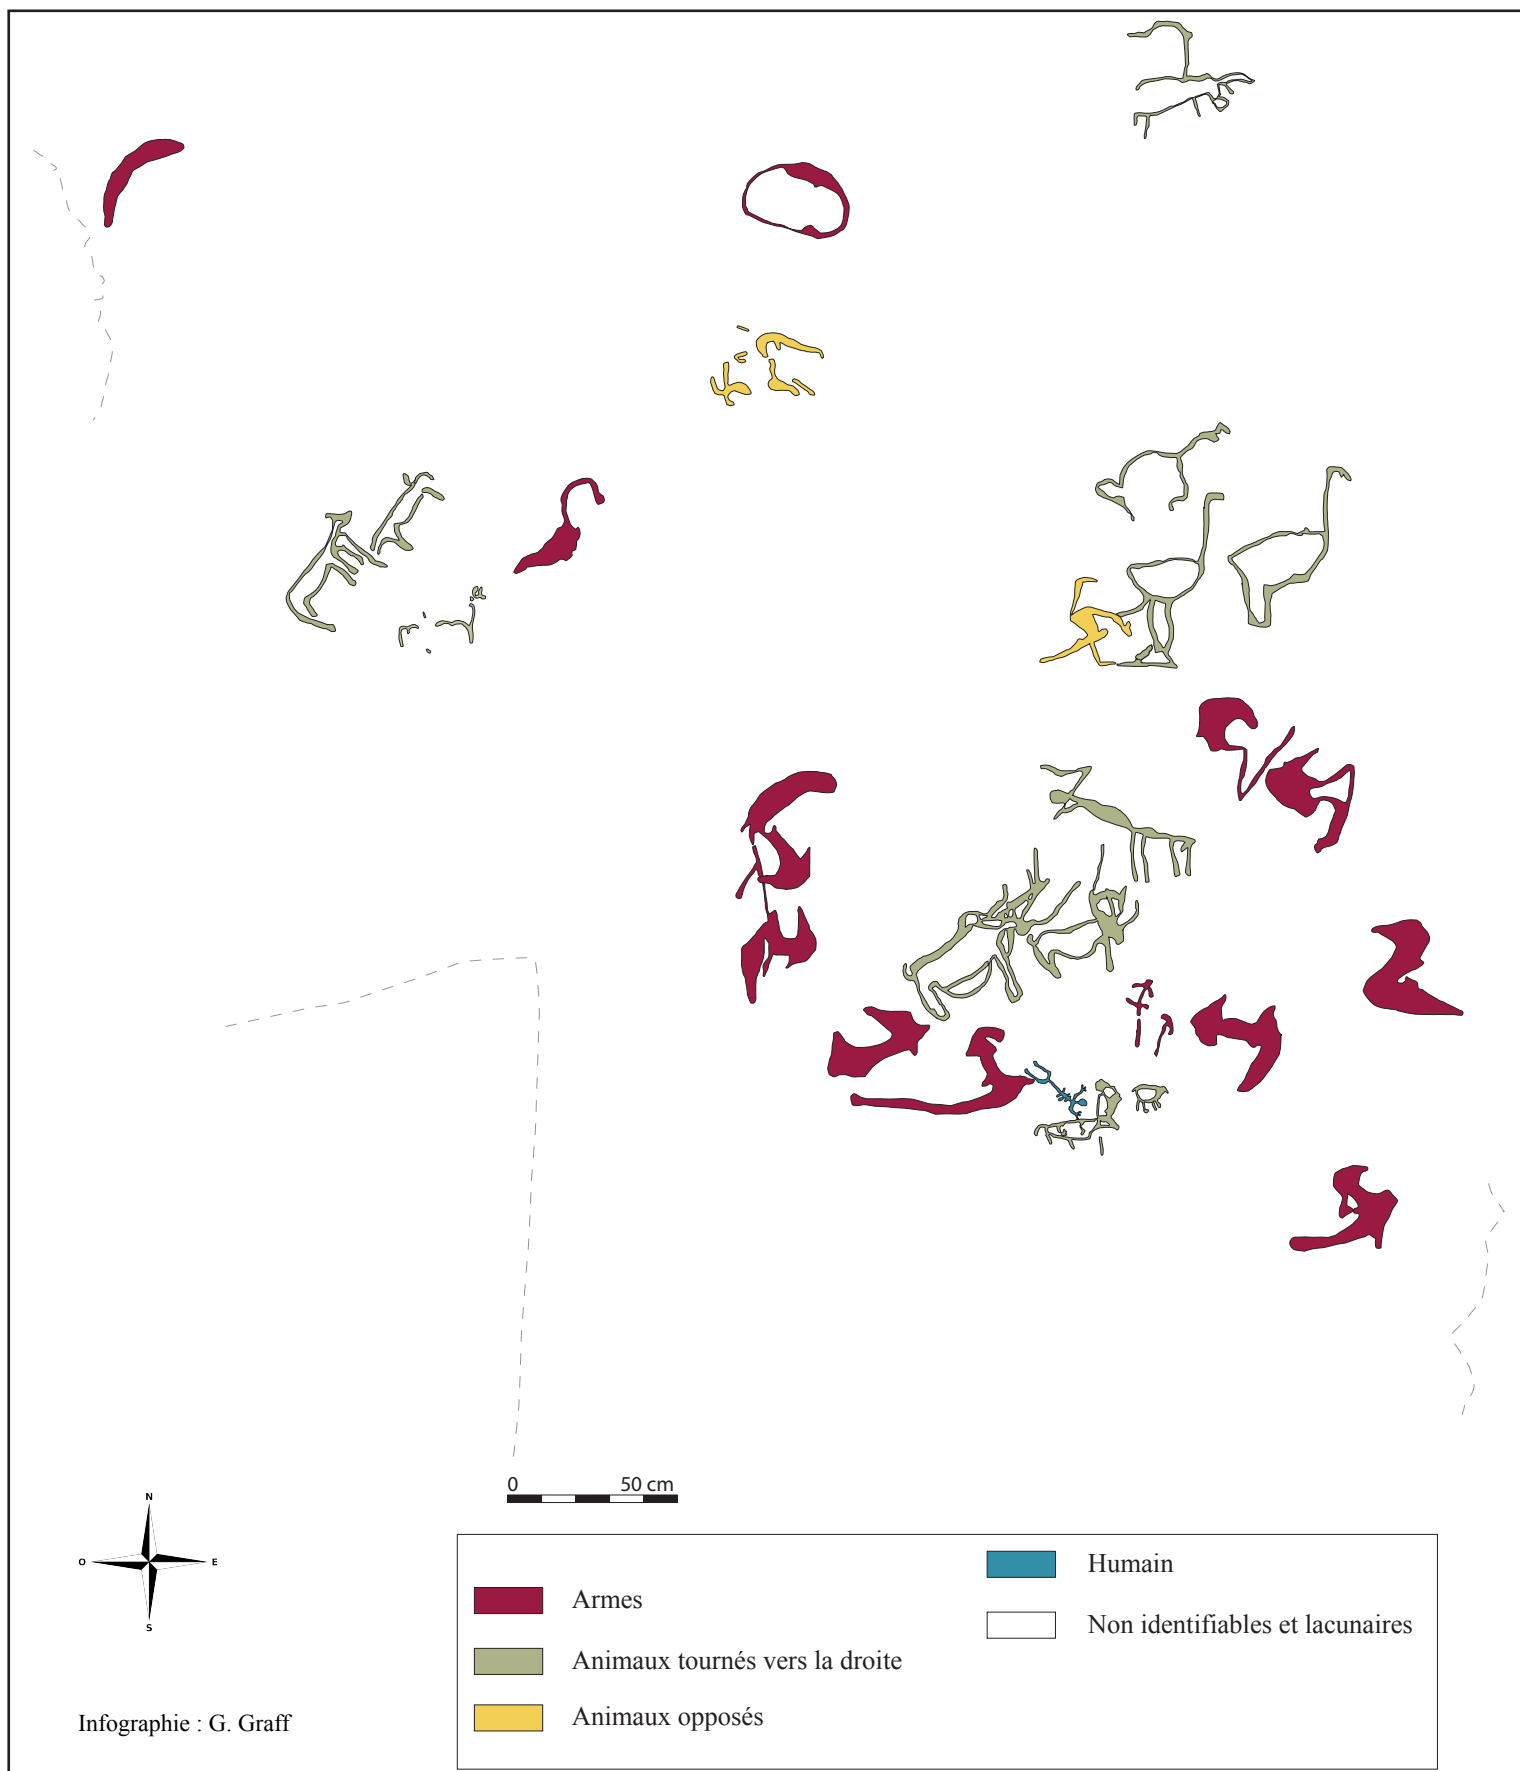 0 50 cm
N
O E
S
Humain
Armes
Non identifiables et lacunaires
Animaux tournés vers la droite
Animaux opposés
Infographie : G. Graff